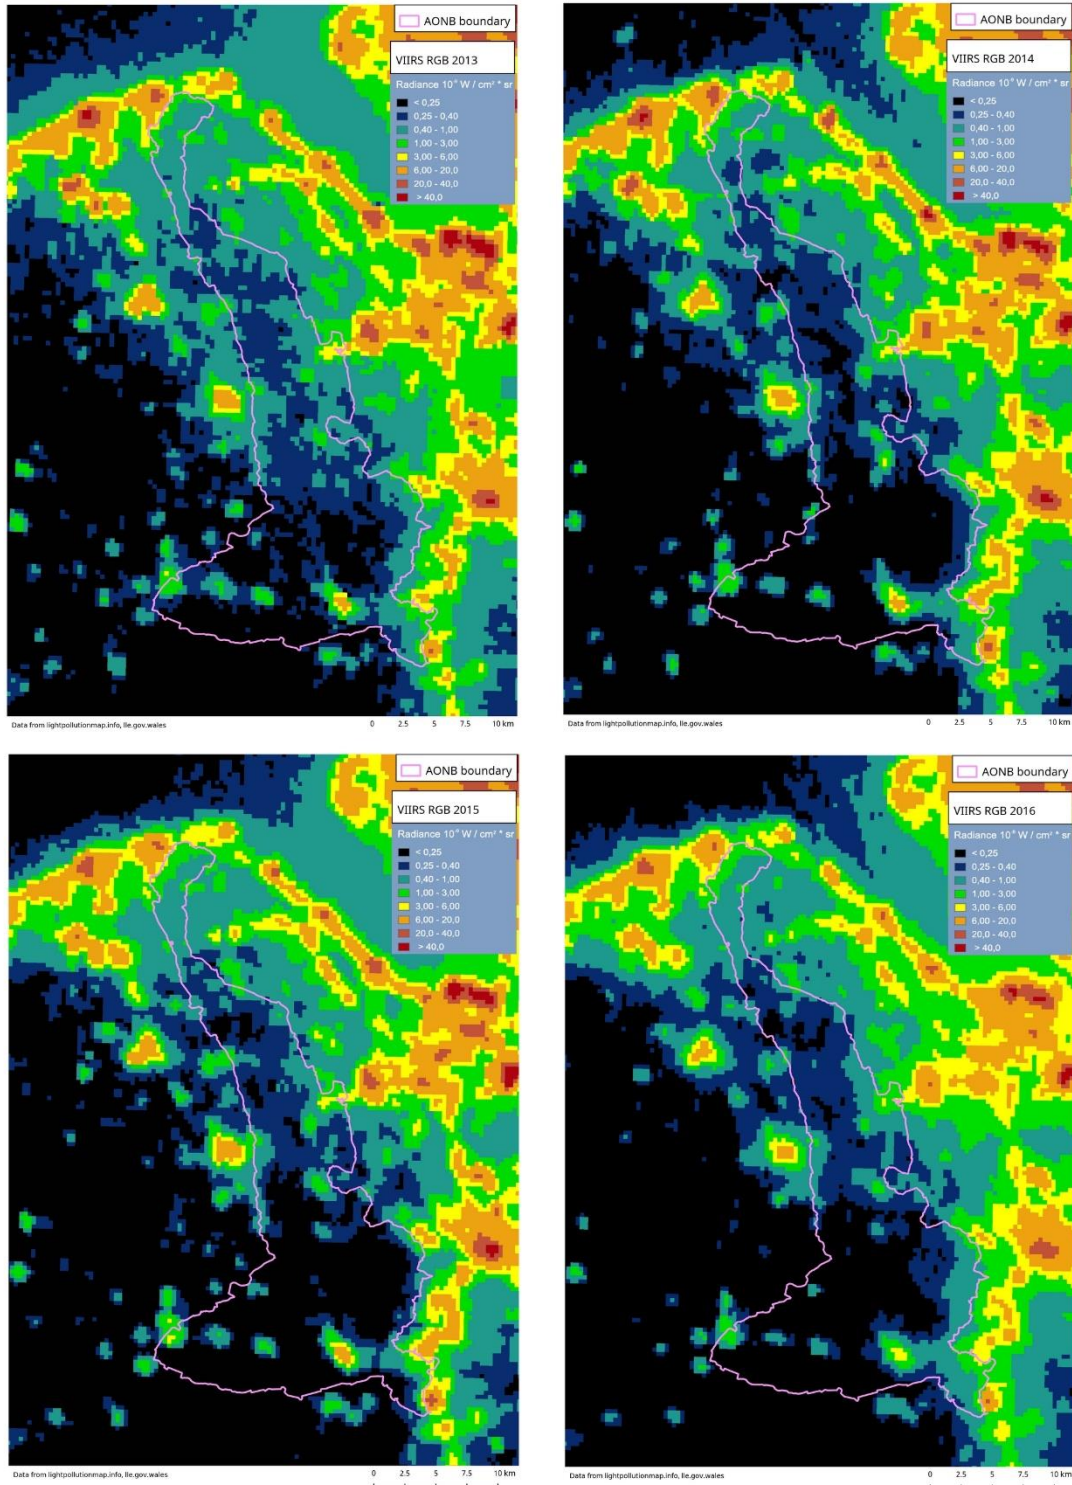 AONB boundary
VIIRS RGB 2013
Radiance 10⁻⁹ W / cm² * sr
< 0,25
0,25 - 0,40
0,40 - 1,00
1,00 - 3,00
3,00 - 6,00
6,00 - 20,0
20,0 - 40,0
> 40,0
Data from lightpollutionmap.info, lle.gov.wales
0 2.5 5 7.5 10 km
AONB boundary
VIIRS RGB 2014
Radiance 10⁻⁹ W / cm² * sr
< 0,25
0,25 - 0,40
0,40 - 1,00
1,00 - 3,00
3,00 - 6,00
6,00 - 20,0
20,0 - 40,0
> 40,0
Data from lightpollutionmap.info, lle.gov.wales
0 2.5 5 7.5 10 km
AONB boundary
VIIRS RGB 2015
Radiance 10⁻⁹ W / cm² * sr
< 0,25
0,25 - 0,40
0,40 - 1,00
1,00 - 3,00
3,00 - 6,00
6,00 - 20,0
20,0 - 40,0
> 40,0
Data from lightpollutionmap.info, lle.gov.wales
0 2.5 5 7.5 10 km
AONB boundary
VIIRS RGB 2016
Radiance 10⁻⁹ W / cm² * sr
< 0,25
0,25 - 0,40
0,40 - 1,00
1,00 - 3,00
3,00 - 6,00
6,00 - 20,0
20,0 - 40,0
> 40,0
Data from lightpollutionmap.info, lle.gov.wales
0 2.5 5 7.5 10 km